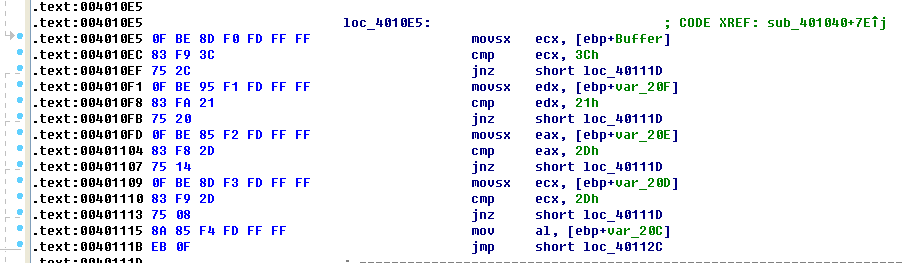 .text:004010E5
.text:004010E5 loc_4010E5: ; CODE XREF: sub_401040+7E↑j
.text:004010E5 0F BE 8D F0 FD FF FF movsx ecx, [ebp+Buffer]
.text:004010EC 83 F9 3C cmp ecx, 3Ch
.text:004010EF 75 2C jnz short loc_40111D
.text:004010F1 0F BE 95 F1 FD FF FF movsx edx, [ebp+var_20F]
.text:004010F8 83 FA 21 cmp edx, 21h
.text:004010FB 75 20 jnz short loc_40111D
.text:004010FD 0F BE 85 F2 FD FF FF movsx eax, [ebp+var_20E]
.text:00401104 83 F8 2D cmp eax, 2Dh
.text:00401107 75 14 jnz short loc_40111D
.text:00401109 0F BE 8D F3 FD FF FF movsx ecx, [ebp+var_20D]
.text:00401110 83 F9 2D cmp ecx, 2Dh
.text:00401113 75 08 jnz short loc_40111D
.text:00401115 8A 85 F4 FD FF FF mov al, [ebp+var_20C]
.text:0040111B EB 0F jmp short loc_40112C
.text:0040111D ; ---------------------------------------------------------------------------